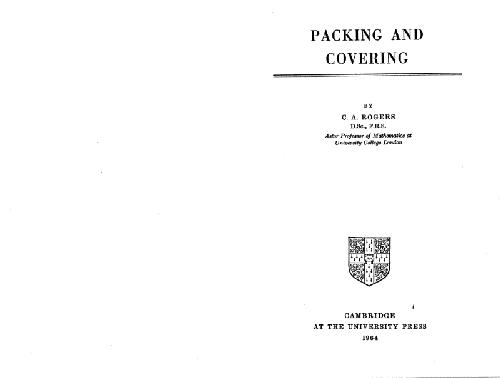 PACKING AND
COVERING
BY
C. A. ROGERS
D.Sc., F.R.S.
Astor Professor of Mathematics at
University College London
CAMBRIDGE
AT THE UNIVERSITY PRESS
1964